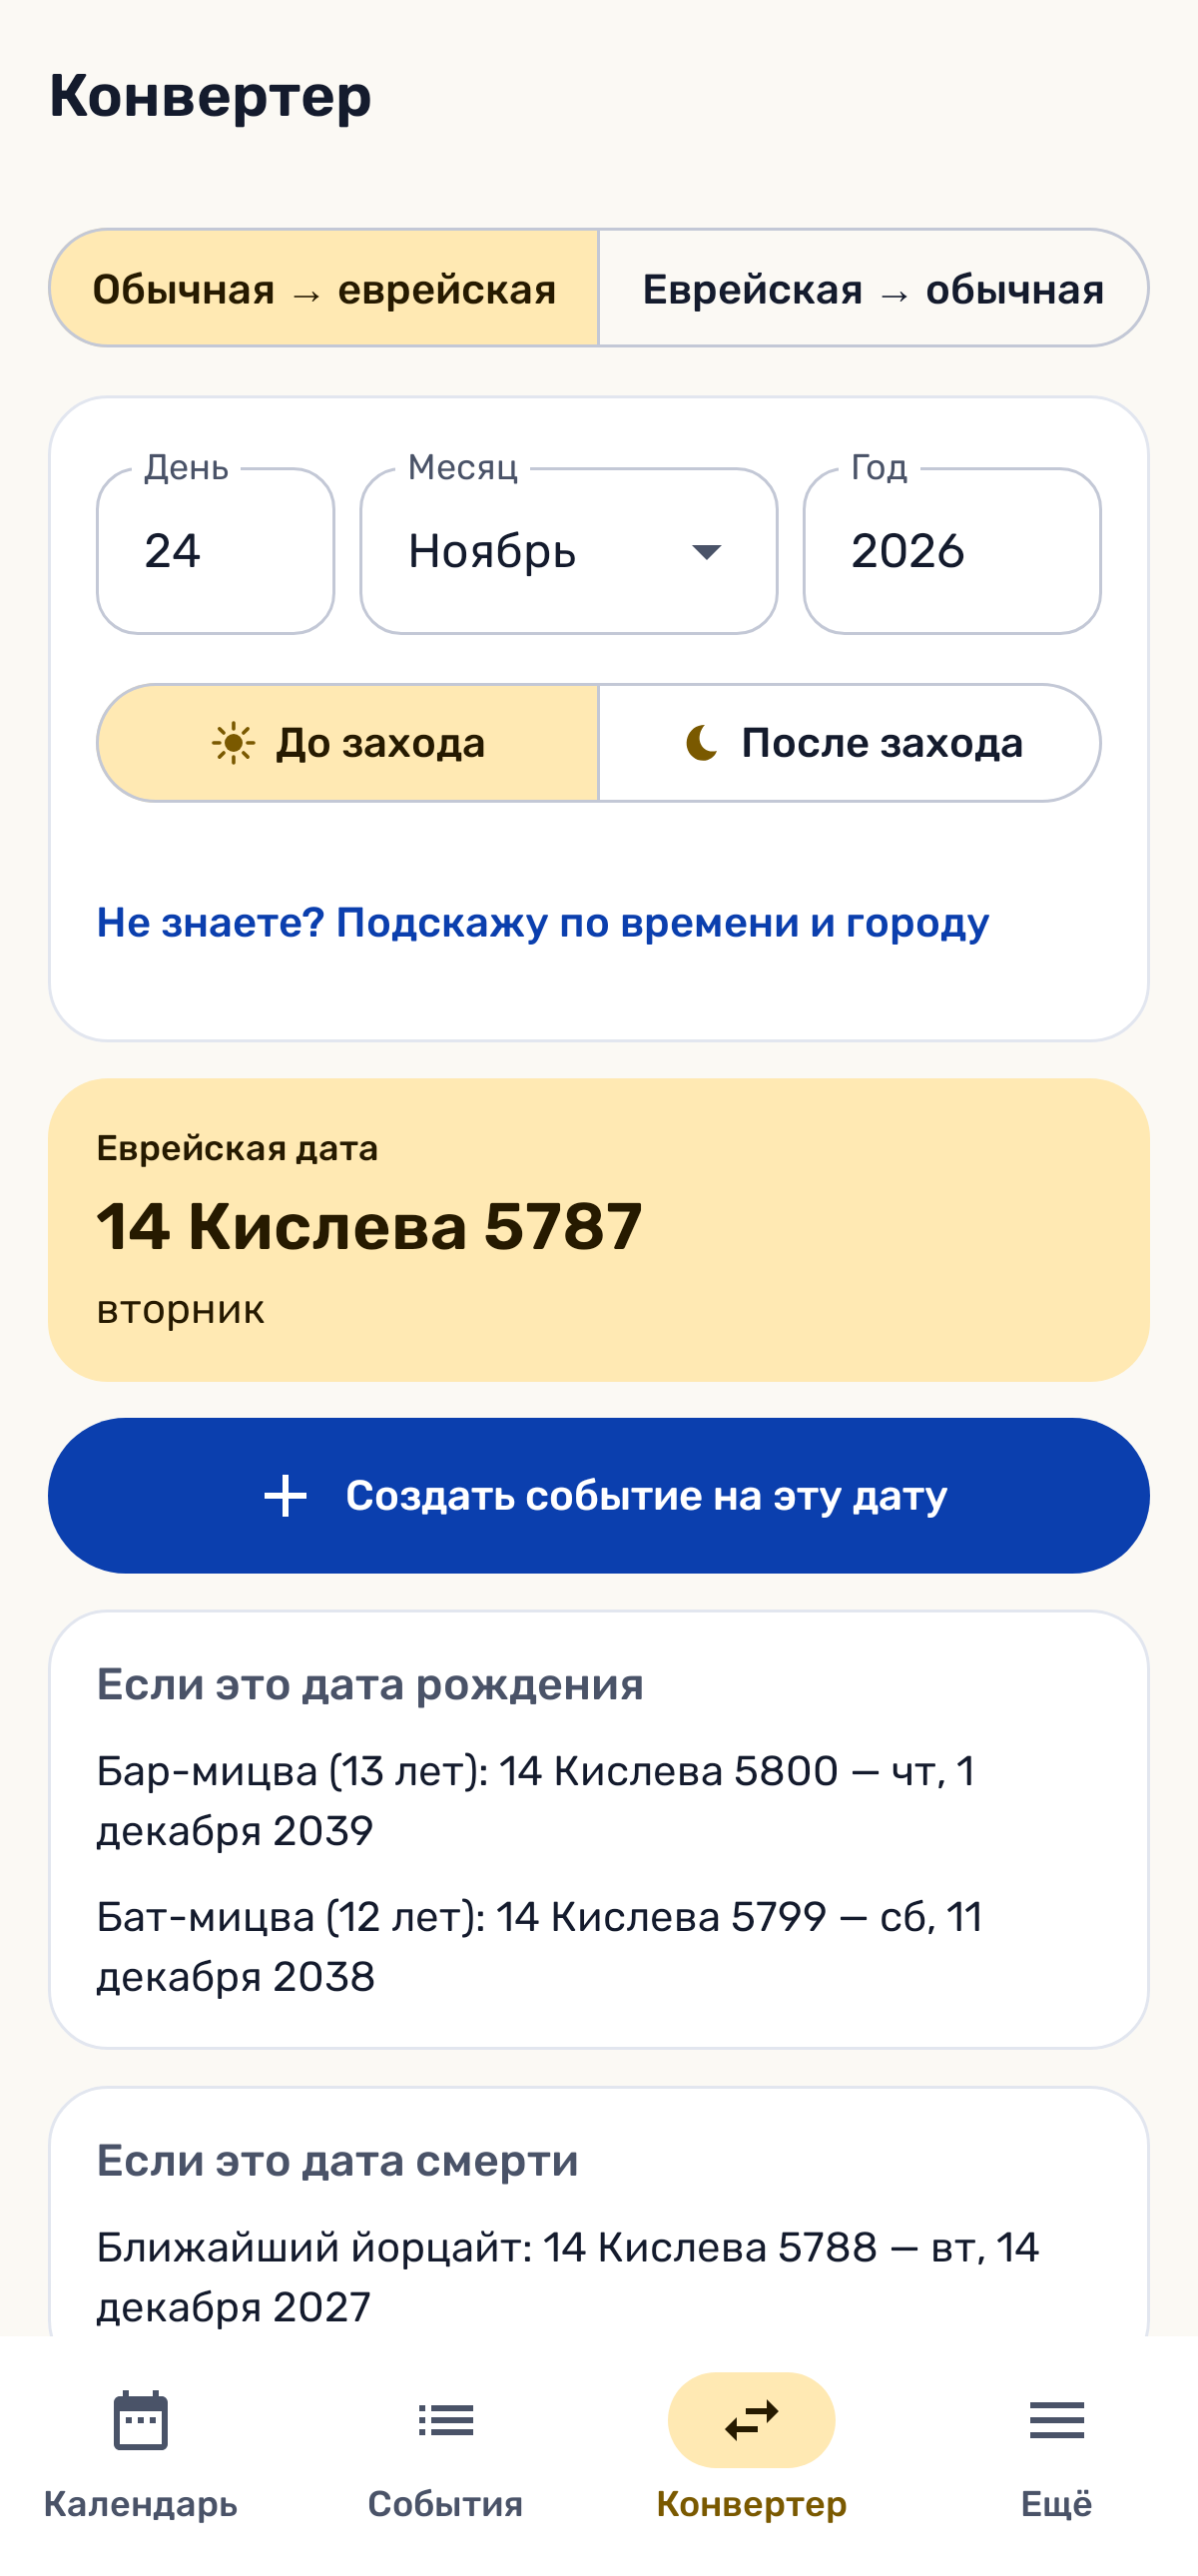 Конвертер
Обычная → еврейская
Еврейская → обычная
День
Месяц
Год
24
Ноябрь
2026
До захода
После захода
Не знаете? Подскажу по времени и городу
Еврейская дата
14 Кислева 5787
вторник
Создать событие на эту дату
Если это дата рождения
Бар-мицва (13 лет): 14 Кислева 5800 — чт, 1
декабря 2039
Бат-мицва (12 лет): 14 Кислева 5799 — сб, 11
декабря 2038
Если это дата смерти
Ближайший йорцайт: 14 Кислева 5788 — вт, 14
декабря 2027
Календарь
События
Конвертер
Ещё